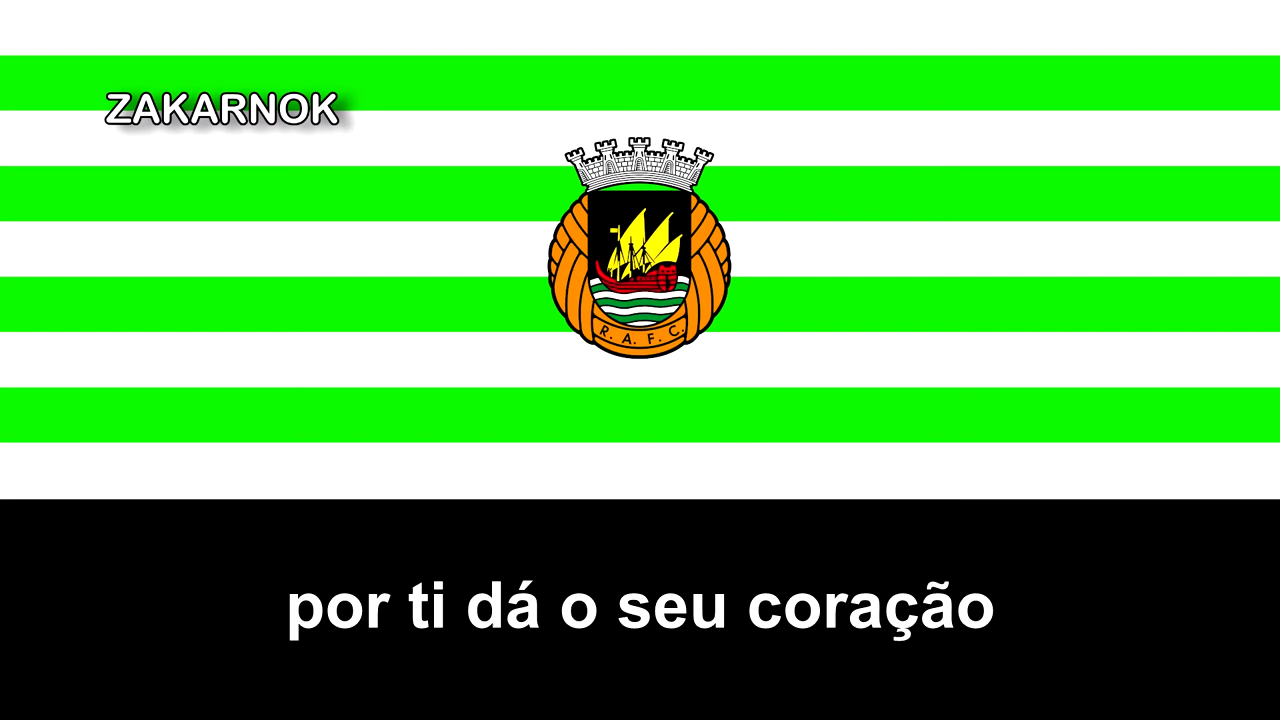 ZAKARNOK
R. A. F. C.
por ti dá o seu coração